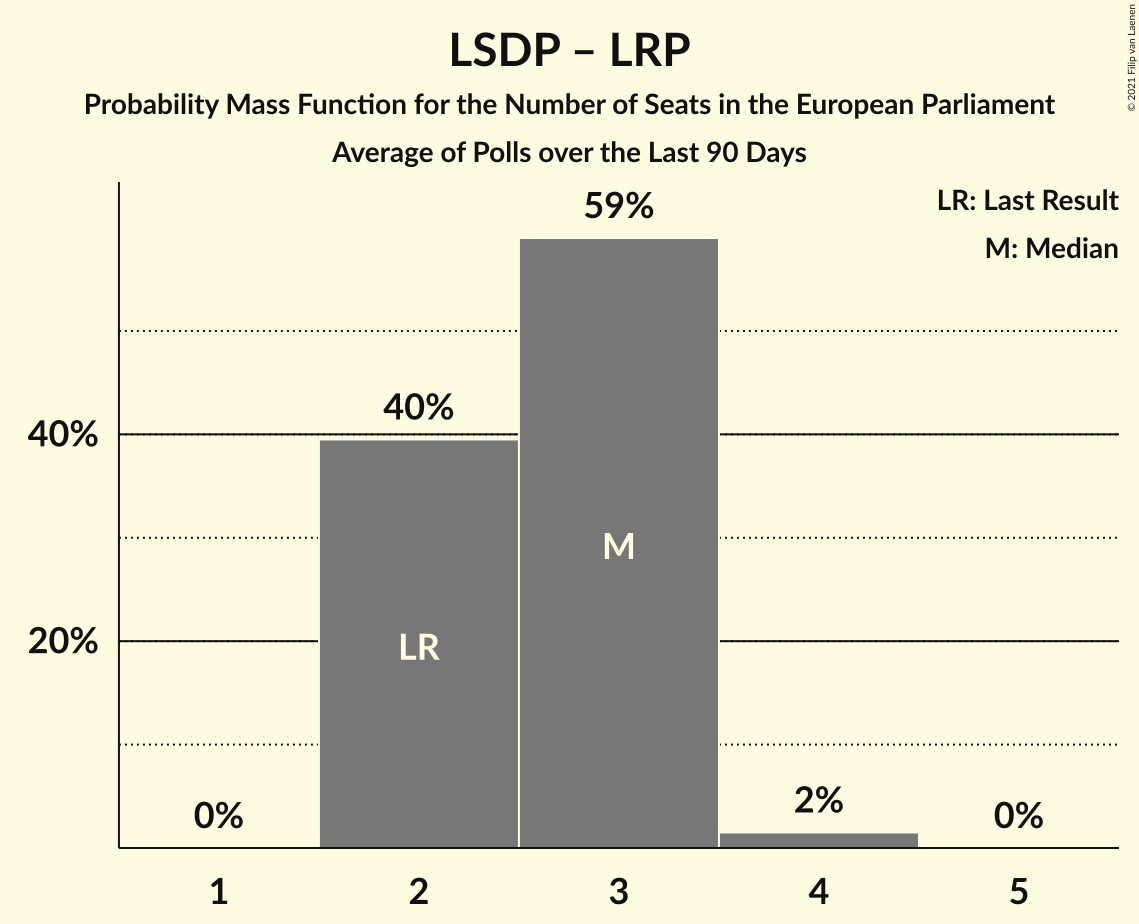 LSDP – LRP
Probability Mass Function for the Number of Seats in the European Parliament
Average of Polls over the Last 90 Days
© 2021 Filip van Laenen
LR: Last Result
M: Median
59%
40%
40%
M
20%
LR
0%
2%
0%
1 2 3 4 5